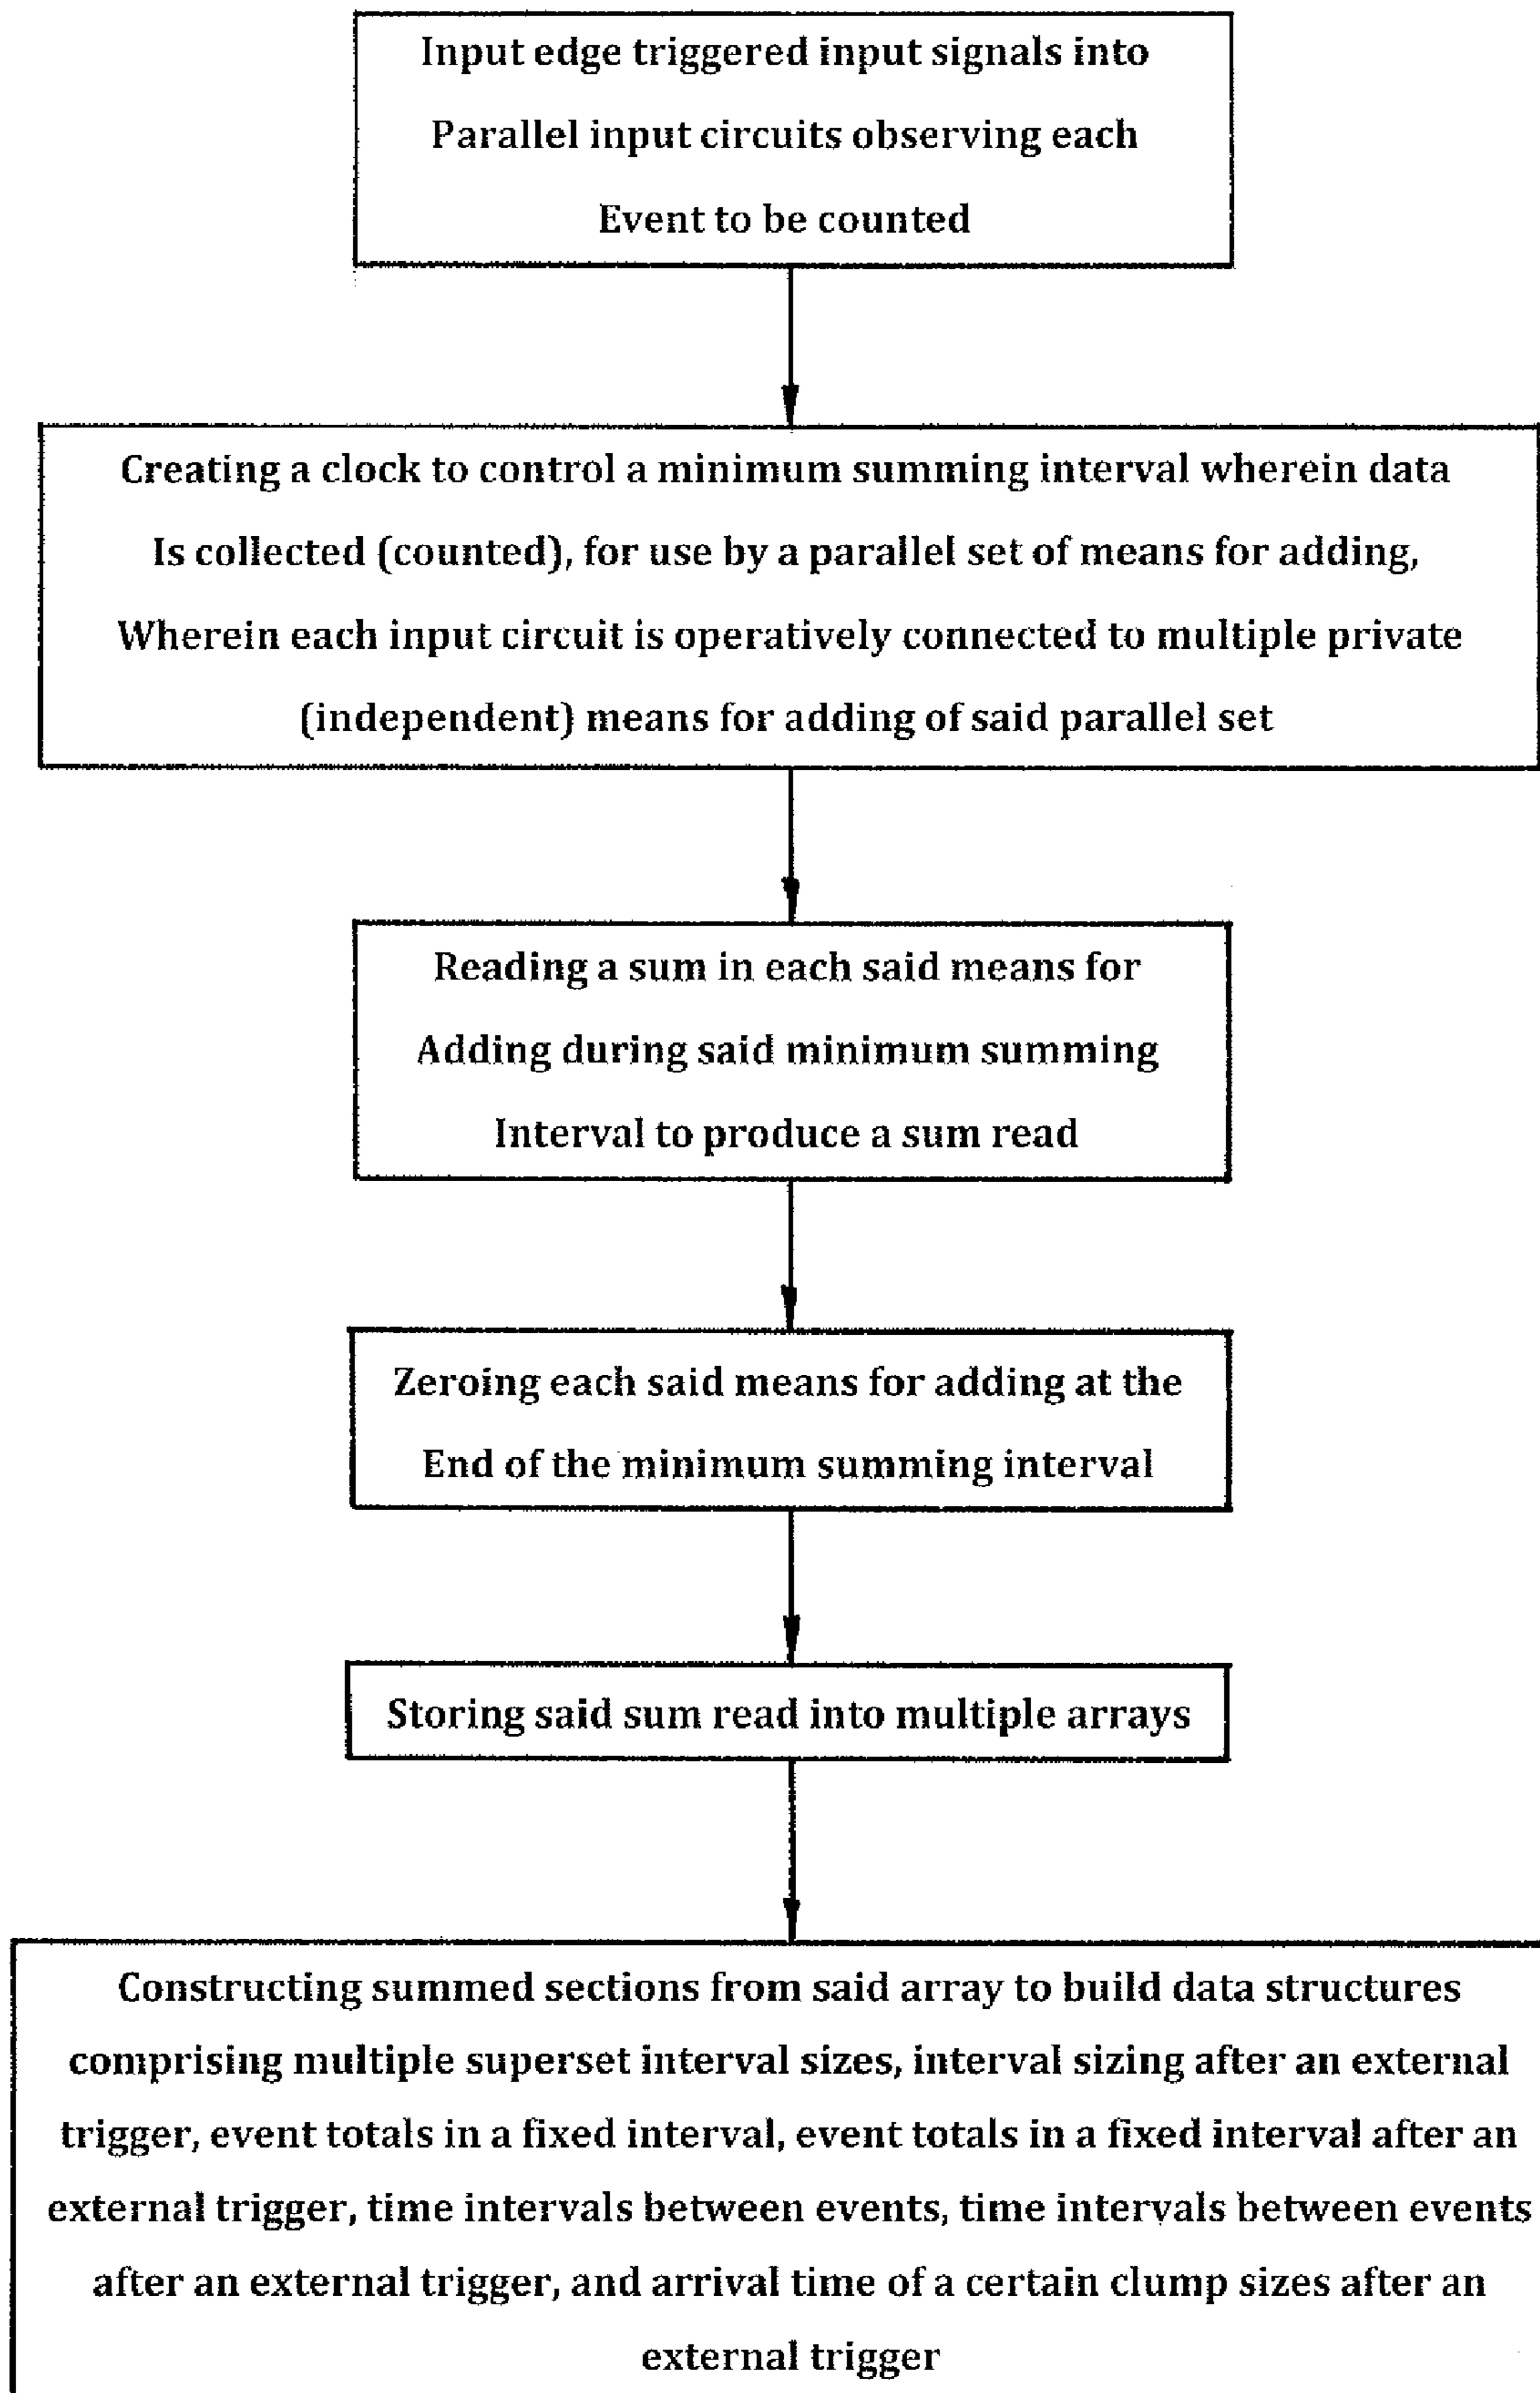 Input edge triggered input signals into
Parallel input circuits observing each
Event to be counted
Creating a clock to control a minimum summing interval wherein data
Is collected (counted), for use by a parallel set of means for adding,
Wherein each input circuit is operatively connected to multiple private
(independent) means for adding of said parallel set
Reading a sum in each said means for
Adding during said minimum summing
Interval to produce a sum read
Zeroing each said means for adding at the
End of the minimum summing interval
Storing said sum read into multiple arrays
Constructing summed sections from said array to build data structures
comprising multiple superset interval sizes, interval sizing after an external
trigger, event totals in a fixed interval, event totals in a fixed interval after an
external trigger, time intervals between events, time intervals between events
after an external trigger, and arrival time of a certain clump sizes after an
external trigger